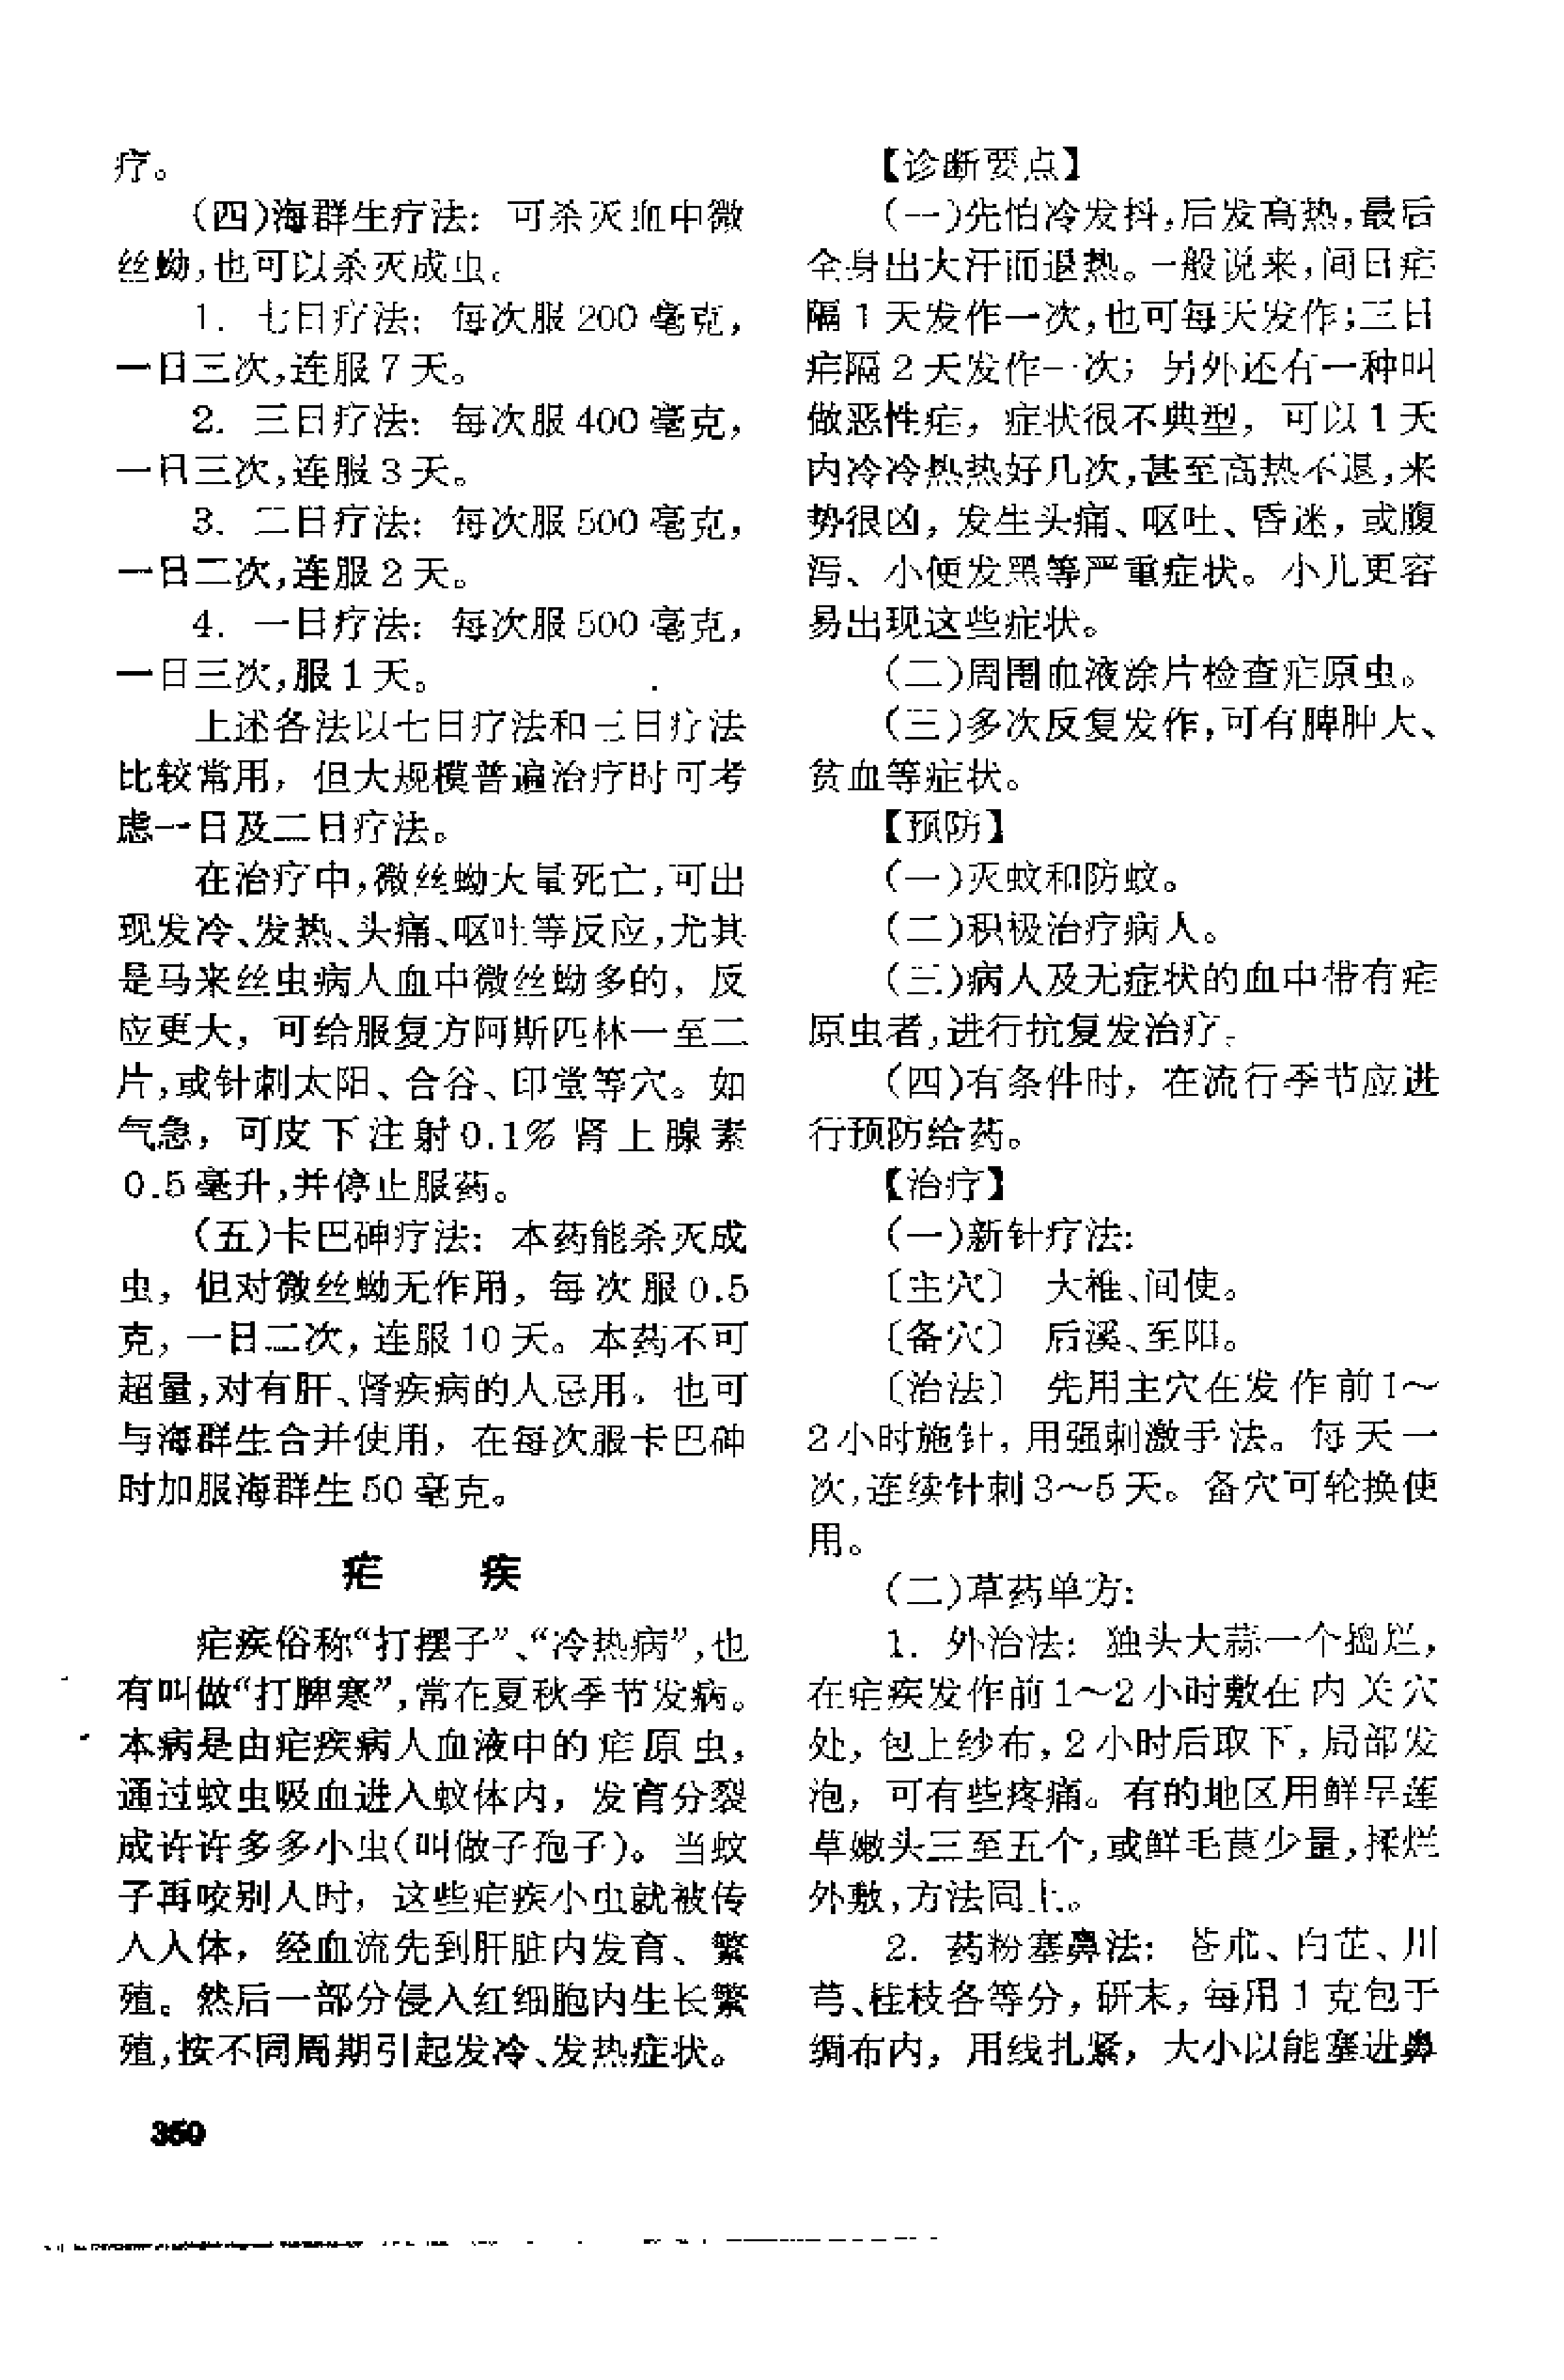 疗。
(四)海群生疗法：可杀灭血中微
丝蚴,也可以杀灭成虫。
1. 七日疗法：每次服200毫克，
一日三次,连服7天。
2. 三日疗法：每次服400毫克，
一日三次,连服3天。
3. 二日疗法：每次服500毫克，
一日二次,连服2天。
4. 一日疗法：每次服500毫克，
一日三次,服1天。
上述各法以七日疗法和三日疗法
比较常用，但大规模普遍治疗时可考
虑一日及二日疗法。
在治疗中,微丝蚴大量死亡,可出
现发冷、发热、头痛、呕吐等反应,尤其
是马来丝虫病人血中微丝蚴多的，反
应更大，可给服复方阿斯匹林一至二
片,或针刺太阳、合谷、印堂等穴。如
气急，可皮下注射0.1%肾上腺素
0.5毫升,并停止服药。
(五)卡巴砷疗法：本药能杀灭成
虫，但对微丝蚴无作用，每次服0.5
克，一日二次，连服10天。本药不可
超量,对有肝、肾疾病的人忌用。也可
与海群生合并使用，在每次服卡巴砷
时加服海群生50毫克。
疟　疾
疟疾俗称“打摆子”、“冷热病”,也
有叫做“打脾寒”,常在夏秋季节发病。
本病是由疟疾病人血液中的疟原虫，
通过蚊虫吸血进入蚊体内，发育分裂
成许许多多小虫(叫做子孢子)。当蚊
子再咬别人时，这些疟疾小虫就被传
入人体，经血流先到肝脏内发育、繁
殖。然后一部分侵入红细胞内生长繁
殖,按不同周期引起发冷、发热症状。
350
【诊断要点】
(一)先怕冷发抖,后发高热,最后
全身出大汗而退热。一般说来,间日疟
隔1天发作一次,也可每天发作;三日
疟隔2天发作一次；另外还有一种叫
做恶性疟，症状很不典型，可以1天
内冷冷热热好几次,甚至高热不退,来
势很凶，发生头痛、呕吐、昏迷，或腹
泻、小便发黑等严重症状。小儿更容
易出现这些症状。
(二)周围血液涂片检查疟原虫。
(三)多次反复发作,可有脾肿大、
贫血等症状。
【预防】
(一)灭蚊和防蚊。
(二)积极治疗病人。
(三)病人及无症状的血中带有疟
原虫者,进行抗复发治疗。
(四)有条件时，在流行季节应进
行预防给药。
【治疗】
(一)新针疗法：
〔主穴〕 大椎、间使。
〔备穴〕 后溪、至阳。
〔治法〕 先用主穴在发作前1～
2小时施针，用强刺激手法。每天一
次,连续针刺3～5天。备穴可轮换使
用。
(二)草药单方：
1. 外治法：独头大蒜一个捣烂，
在疟疾发作前1～2小时敷在内关穴
处，包上纱布，2小时后取下，局部发
泡，可有些疼痛。有的地区用鲜旱莲
草嫩头三至五个,或鲜毛茛少量,揉烂
外敷,方法同上。
2. 药粉塞鼻法：苍术、白芷、川
芎、桂枝各等分，研末，每用1克包于
绸布内，用线扎紧，大小以能塞进鼻